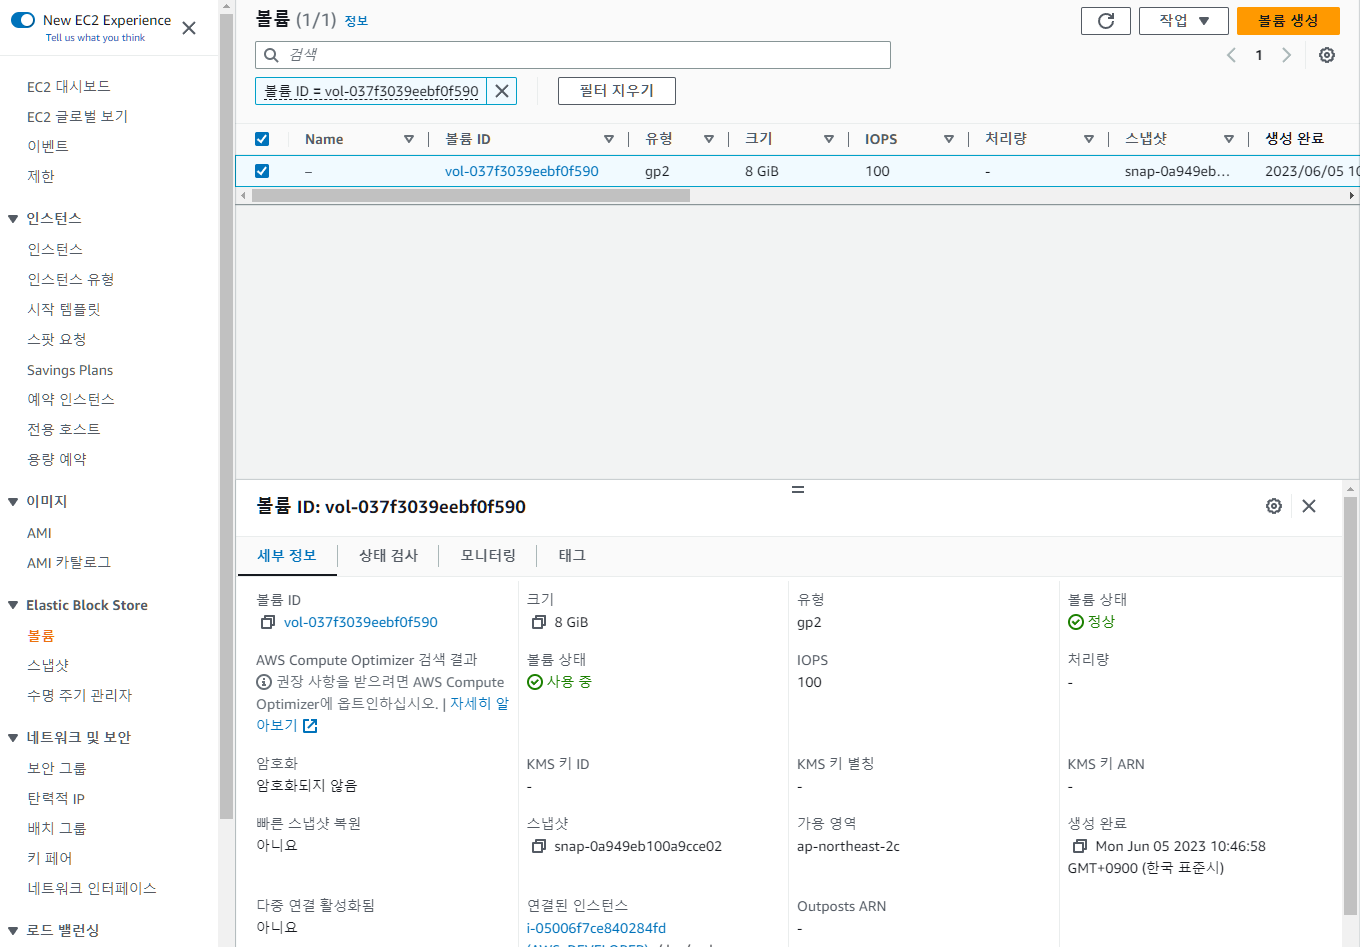 New EC2 Experience
Tell us what you think
EC2 대시보드
EC2 글로벌 보기
이벤트
제한
인스턴스
인스턴스
인스턴스 유형
시작 템플릿
스팟 요청
Savings Plans
예약 인스턴스
전용 호스트
용량 예약
이미지
AMI
AMI 카탈로그
Elastic Block Store
볼륨
스냅샷
수명 주기 관리자
네트워크 및 보안
보안 그룹
탄력적 IP
배치 그룹
키 페어
네트워크 인터페이스
로드 밸런싱
볼륨 (1/1) 정보
작업
볼륨 생성
검색
1
볼륨 ID = vol-037f3039eebf0f590
필터 지우기
Name 볼륨 ID 유형 크기 IOPS 처리량 스냅샷 생성 완료
– vol-037f3039eebf0f590 gp2 8 GiB 100 - snap-0a949eb... 2023/06/05 10
볼륨 ID: vol-037f3039eebf0f590
세부 정보 상태 검사 모니터링 태그
볼륨 ID
vol-037f3039eebf0f590
크기
8 GiB
유형
gp2
볼륨 상태
정상
AWS Compute Optimizer 검색 결과
권장 사항을 받으려면 AWS Compute
Optimizer에 옵트인하십시오. | 자세히 알
아보기
볼륨 상태
사용 중
IOPS
100
처리량
-
암호화
암호화되지 않음
KMS 키 ID
-
KMS 키 별칭
-
KMS 키 ARN
-
빠른 스냅샷 복원
아니요
스냅샷
snap-0a949eb100a9cce02
가용 영역
ap-northeast-2c
생성 완료
Mon Jun 05 2023 10:46:58
GMT+0900 (한국 표준시)
다중 연결 활성화됨
아니요
연결된 인스턴스
i-05006f7ce840284fd
Outposts ARN
-